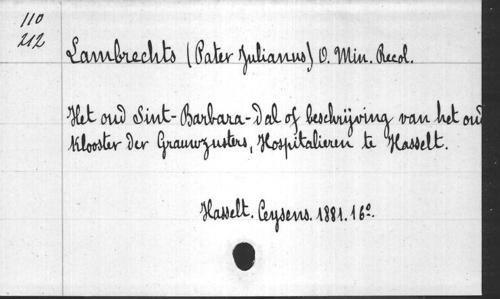 110
212
Lambrechts (Pater Julianus) O. Min. Recol.
Het oud Sint-Barbara-Dal of beschrijving van het oud
klooster der Grauwzusters, Hospitalieren te Hasselt.
Hasselt. Ceysens. 1881. 16º.